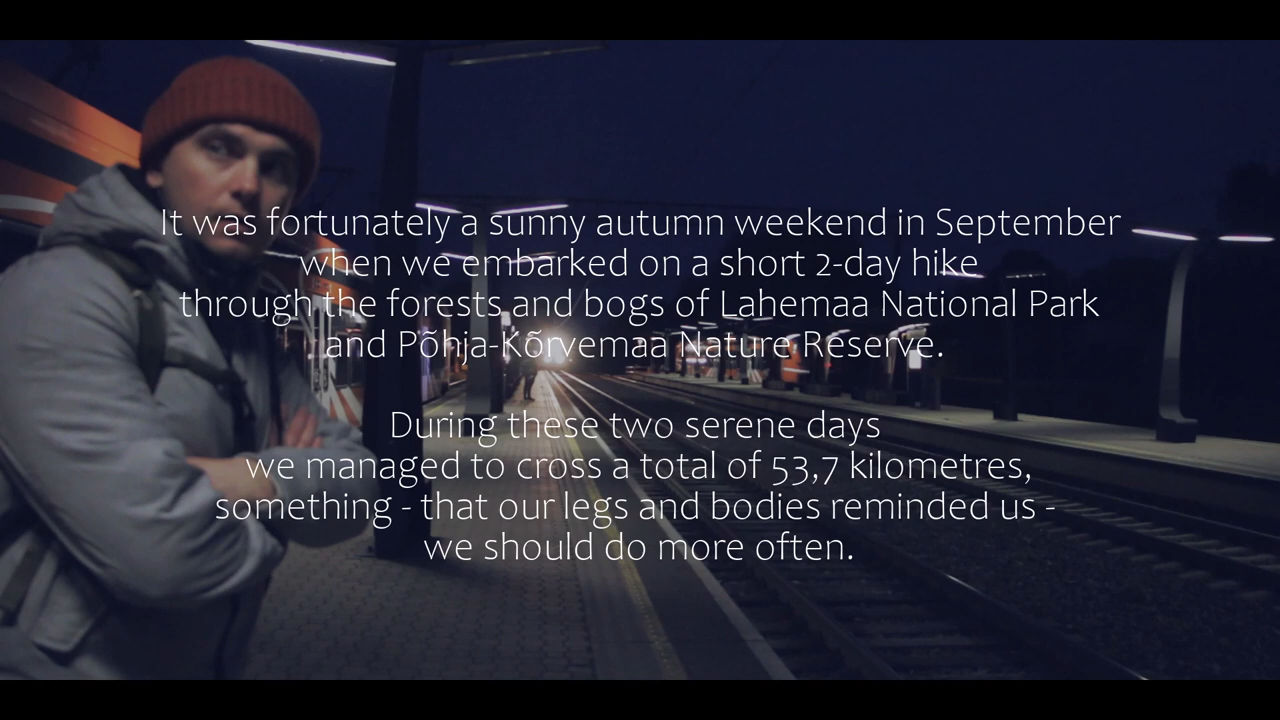 It was fortunately a sunny autumn weekend in September
when we embarked on a short 2-day hike
through the forests and bogs of Lahemaa National Park
and Põhja-Kõrvemaa Nature Reserve.
During these two serene days
we managed to cross a total of 53,7 kilometres,
something - that our legs and bodies reminded us -
we should do more often.